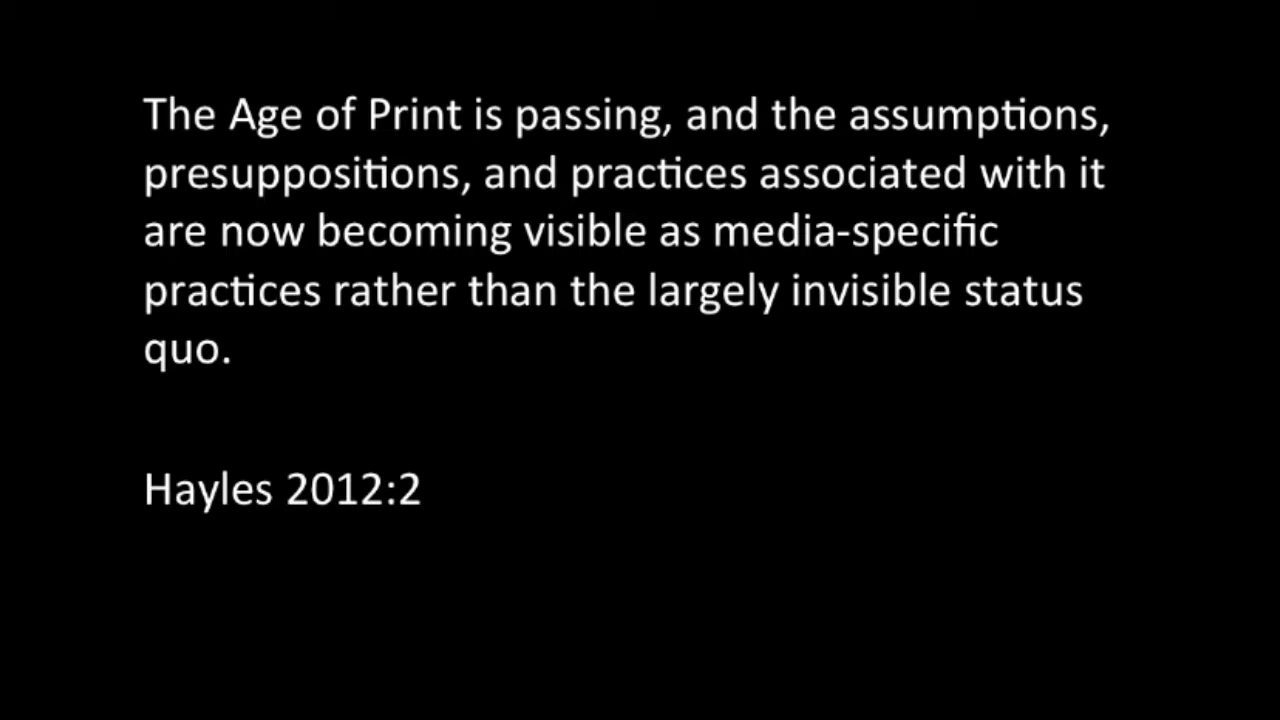 The Age of Print is passing, and the assumptions,
presuppositions, and practices associated with it
are now becoming visible as media-specific
practices rather than the largely invisible status
quo.
Hayles 2012:2